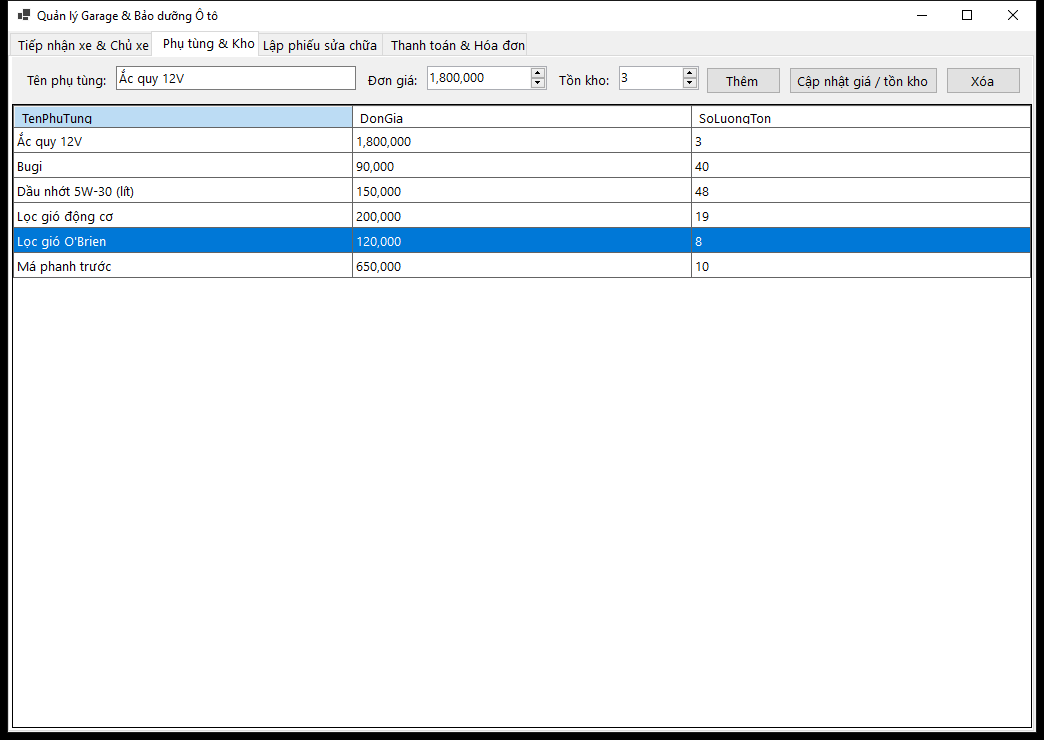 Quản lý Garage & Bảo dưỡng Ô tô
Tiếp nhận xe & Chủ xe Phụ tùng & Kho Lập phiếu sửa chữa Thanh toán & Hóa đơn
Tên phụ tùng: Ắc quy 12V Đơn giá: 1,800,000 Tồn kho: 3 Thêm Cập nhật giá / tồn kho Xóa
TenPhuTung DonGia SoLuongTon
Ắc quy 12V 1,800,000 3
Bugi 90,000 40
Dầu nhớt 5W-30 (lít) 150,000 48
Lọc gió động cơ 200,000 19
Lọc gió O'Brien 120,000 8
Má phanh trước 650,000 10